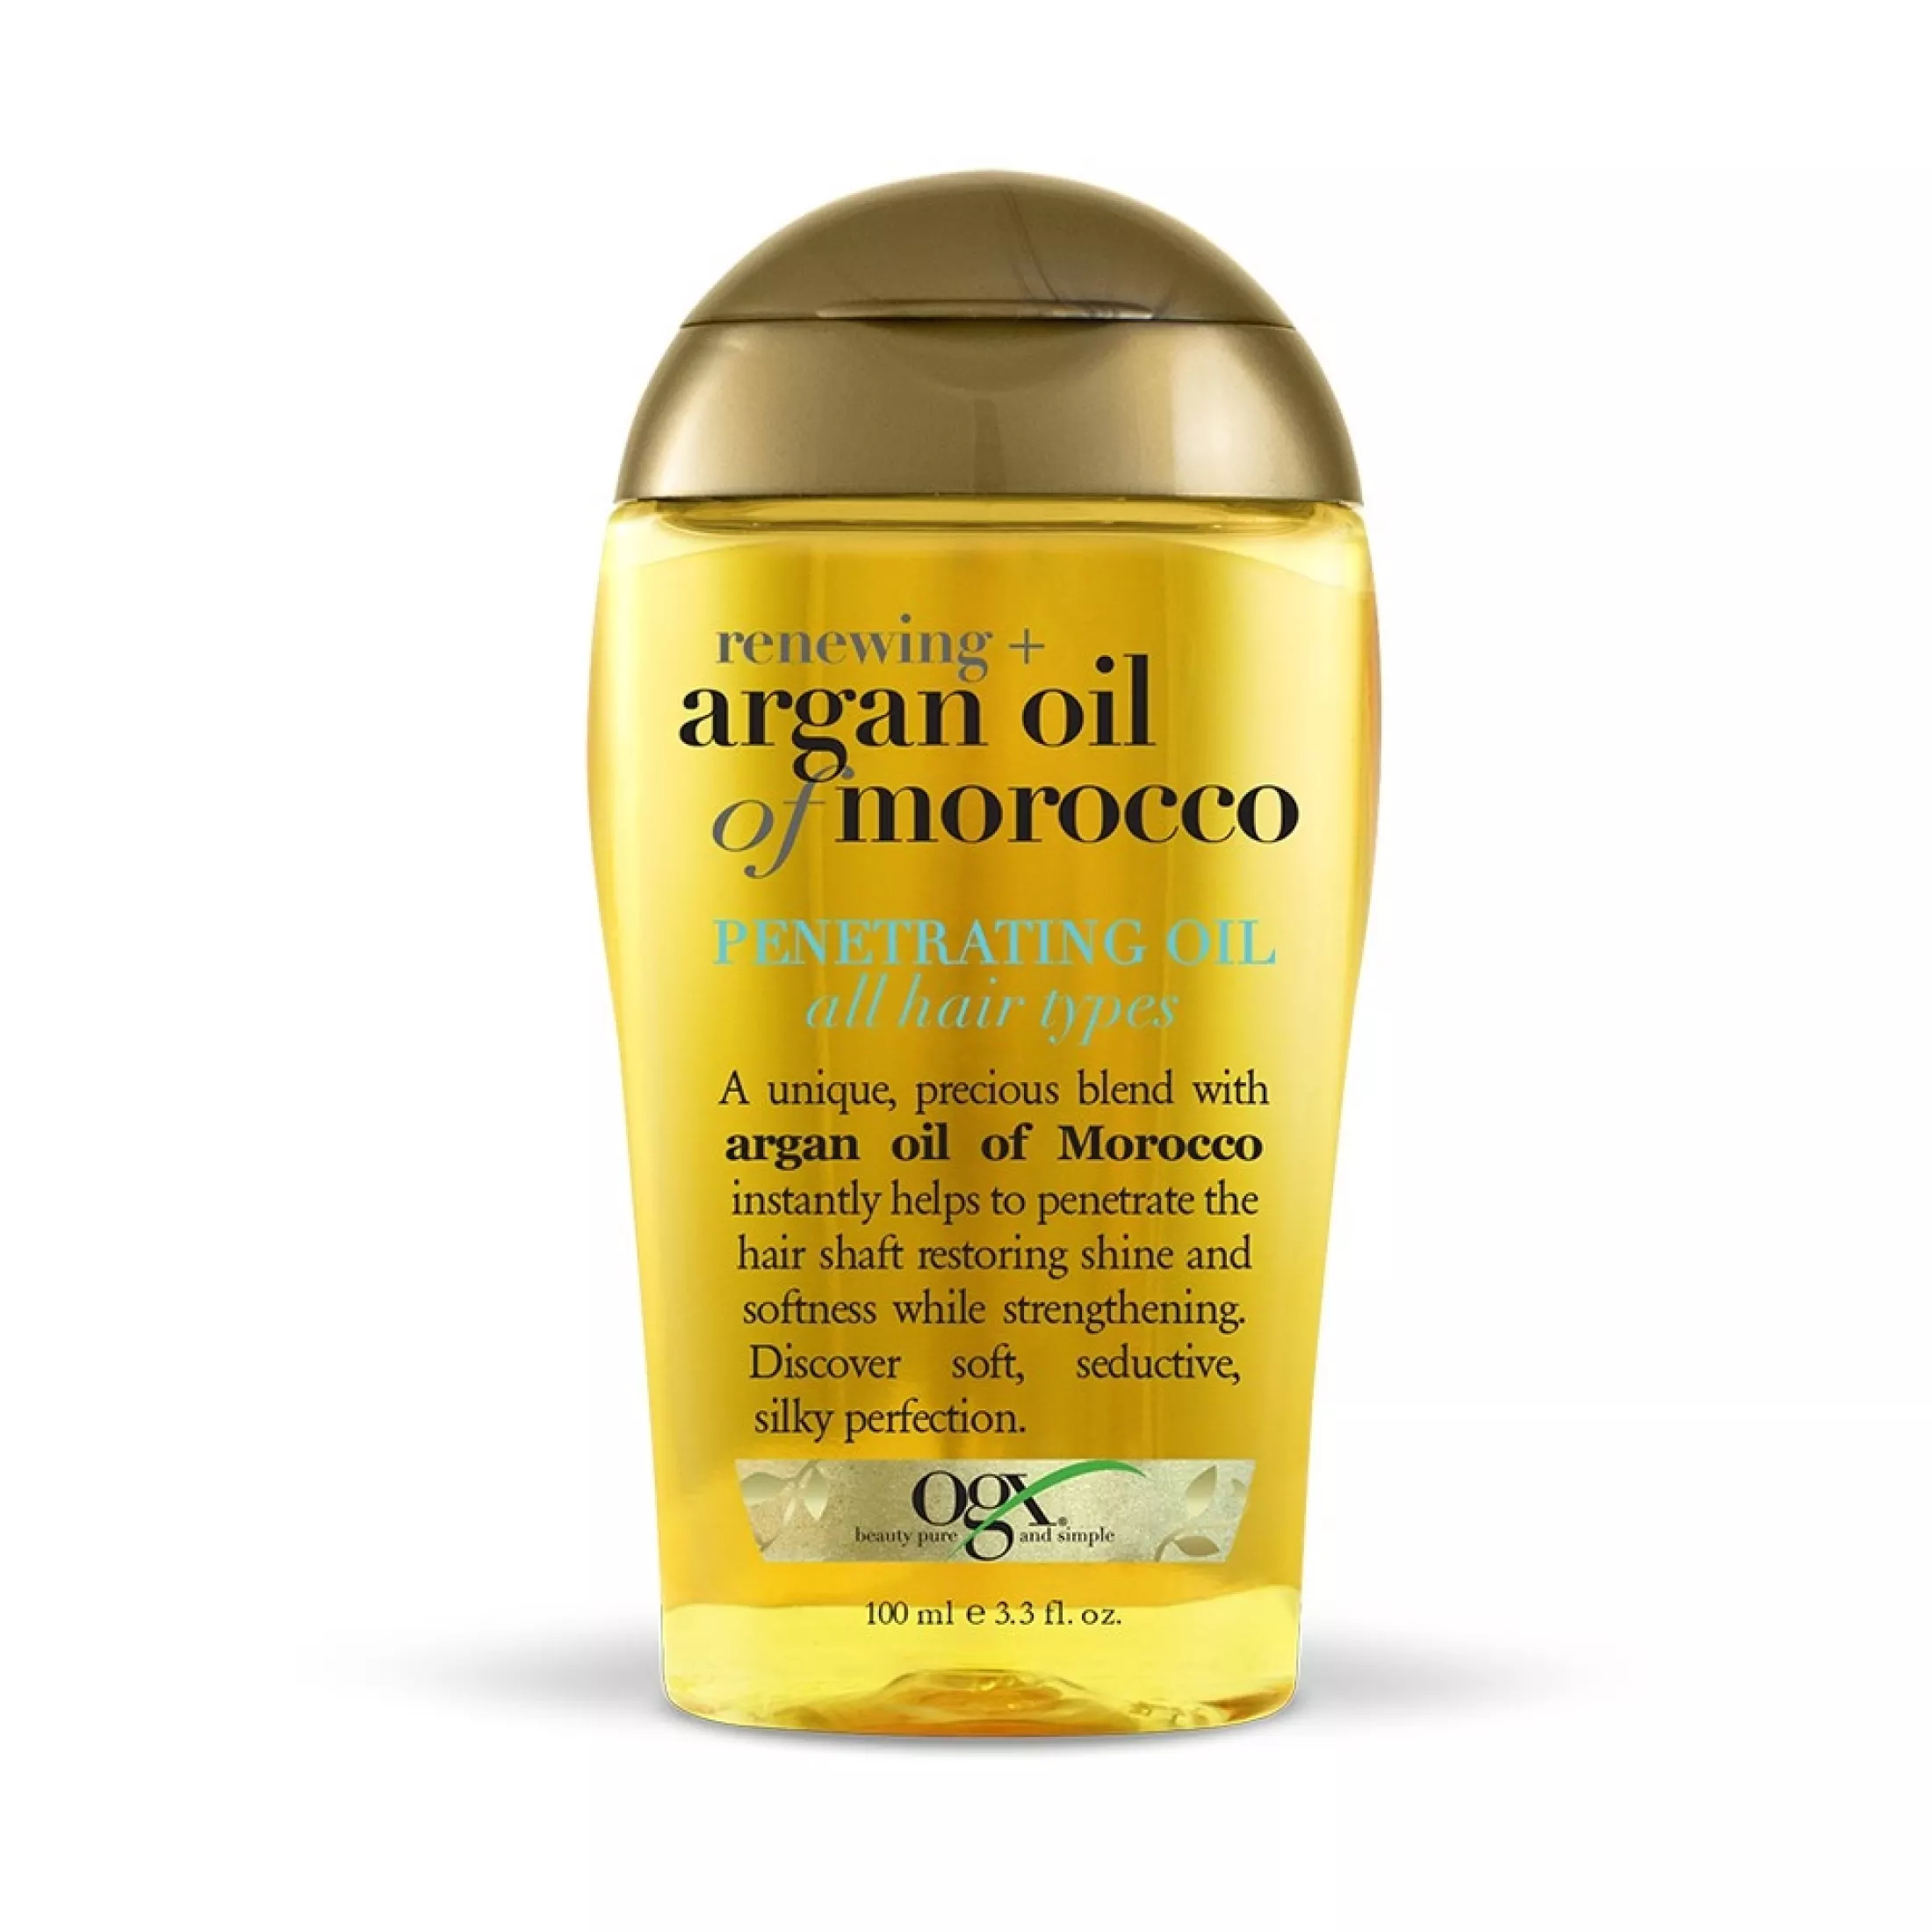 renewing +
argan oil
of morocco
PENETRATING OIL
all hair types
A unique, precious blend with
argan oil of Morocco
instantly helps to penetrate the
hair shaft restoring shine and
softness while strengthening.
Discover soft, seductive,
silky perfection.
ogx®
beauty pure and simple
100 ml e 3.3 fl. oz.